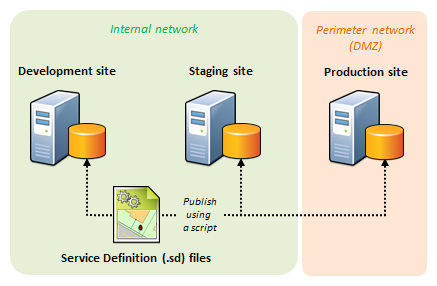 Internal network
Perimeter network
(DMZ)
Development site
Staging site
Production site
Publish
using
a script
Service Definition (.sd) files